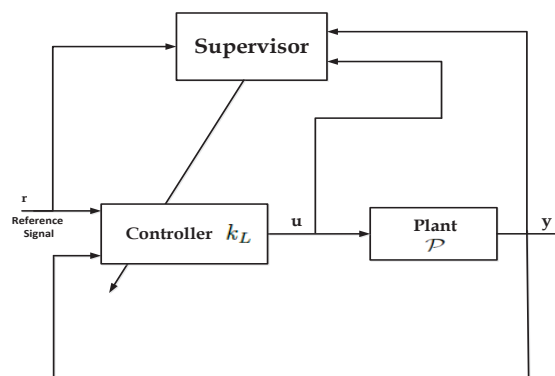 Supervisor
r
Reference
Signal
Controller k_L
u
Plant
𝒫
y